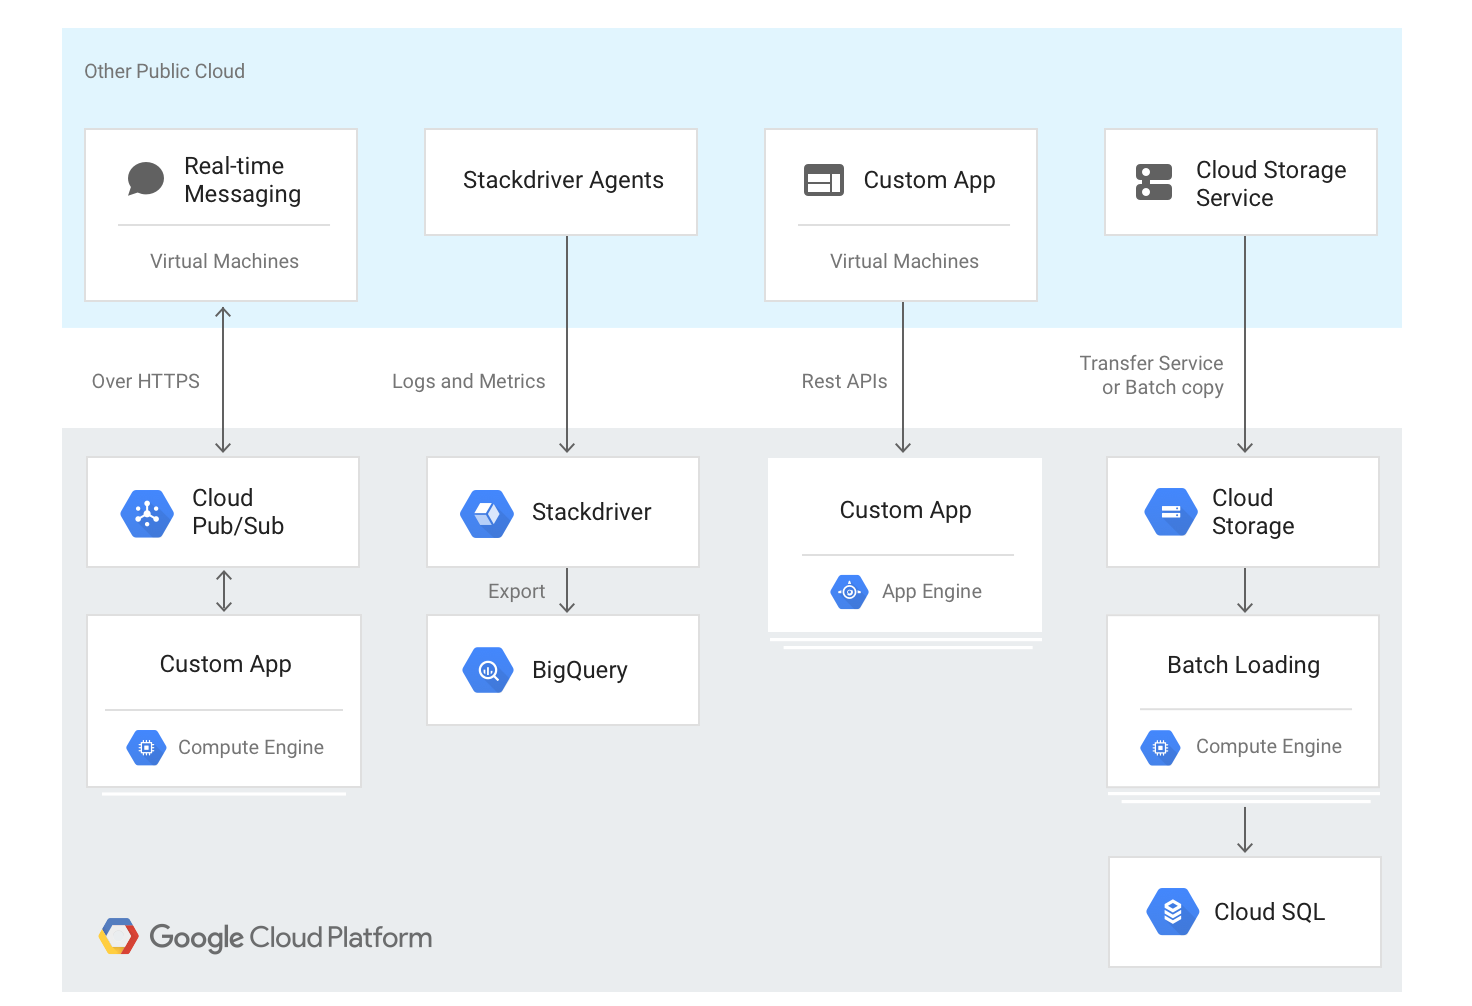 Other Public Cloud
Real-time
Messaging
Virtual Machines
Stackdriver Agents
Custom App
Virtual Machines
Cloud Storage
Service
Over HTTPS
Logs and Metrics
Rest APIs
Transfer Service
or Batch copy
Cloud
Pub/Sub
Stackdriver
Custom App
App Engine
Cloud
Storage
Export
Custom App
Compute Engine
BigQuery
Batch Loading
Compute Engine
Cloud SQL
Google Cloud Platform